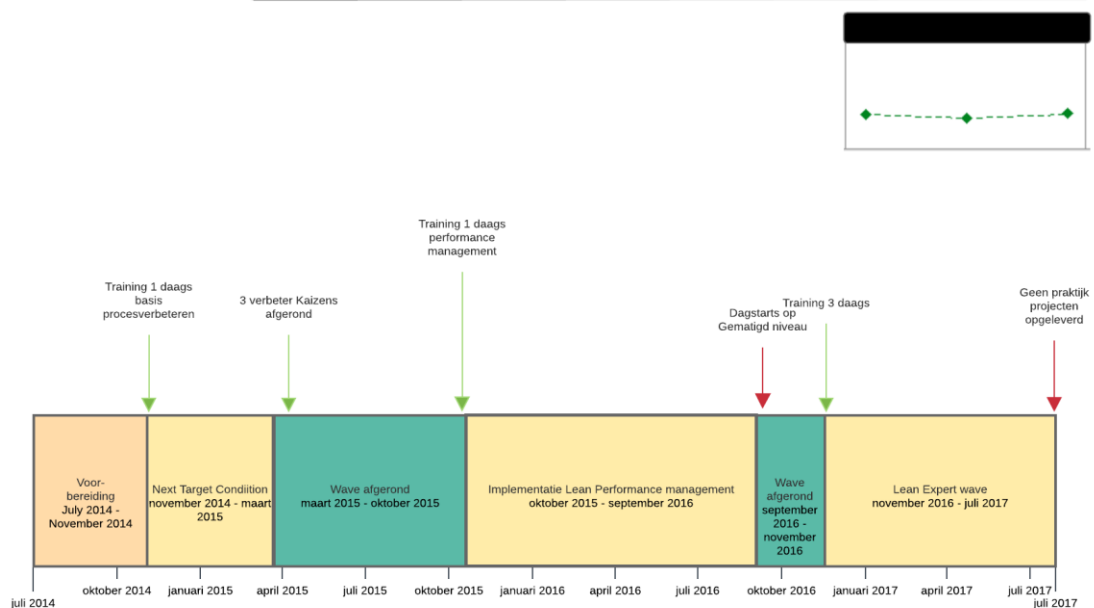 Training 1 daags
performance
management
Training 1 daags
basis
procesverbeteren
3 verbeter Kaizens
afgerond
Dagstarts op
Gematigd niveau
Training 3 daags
Geen praktijk
projecten
opgeleverd
Voor-
bereiding
July 2014 -
November 2014
Next Target Condiition
november 2014 - maart
2015
Wave afgerond
maart 2015 - oktober 2015
Implementatie Lean Performance management
oktober 2015 - september 2016
Wave
afgerond
september
2016 -
november
2016
Lean Expert wave
november 2016 - juli 2017
juli 2014
oktober 2014
januari 2015
april 2015
juli 2015
oktober 2015
januari 2016
april 2016
juli 2016
oktober 2016
januari 2017
april 2017
juli 2017
juli 2017